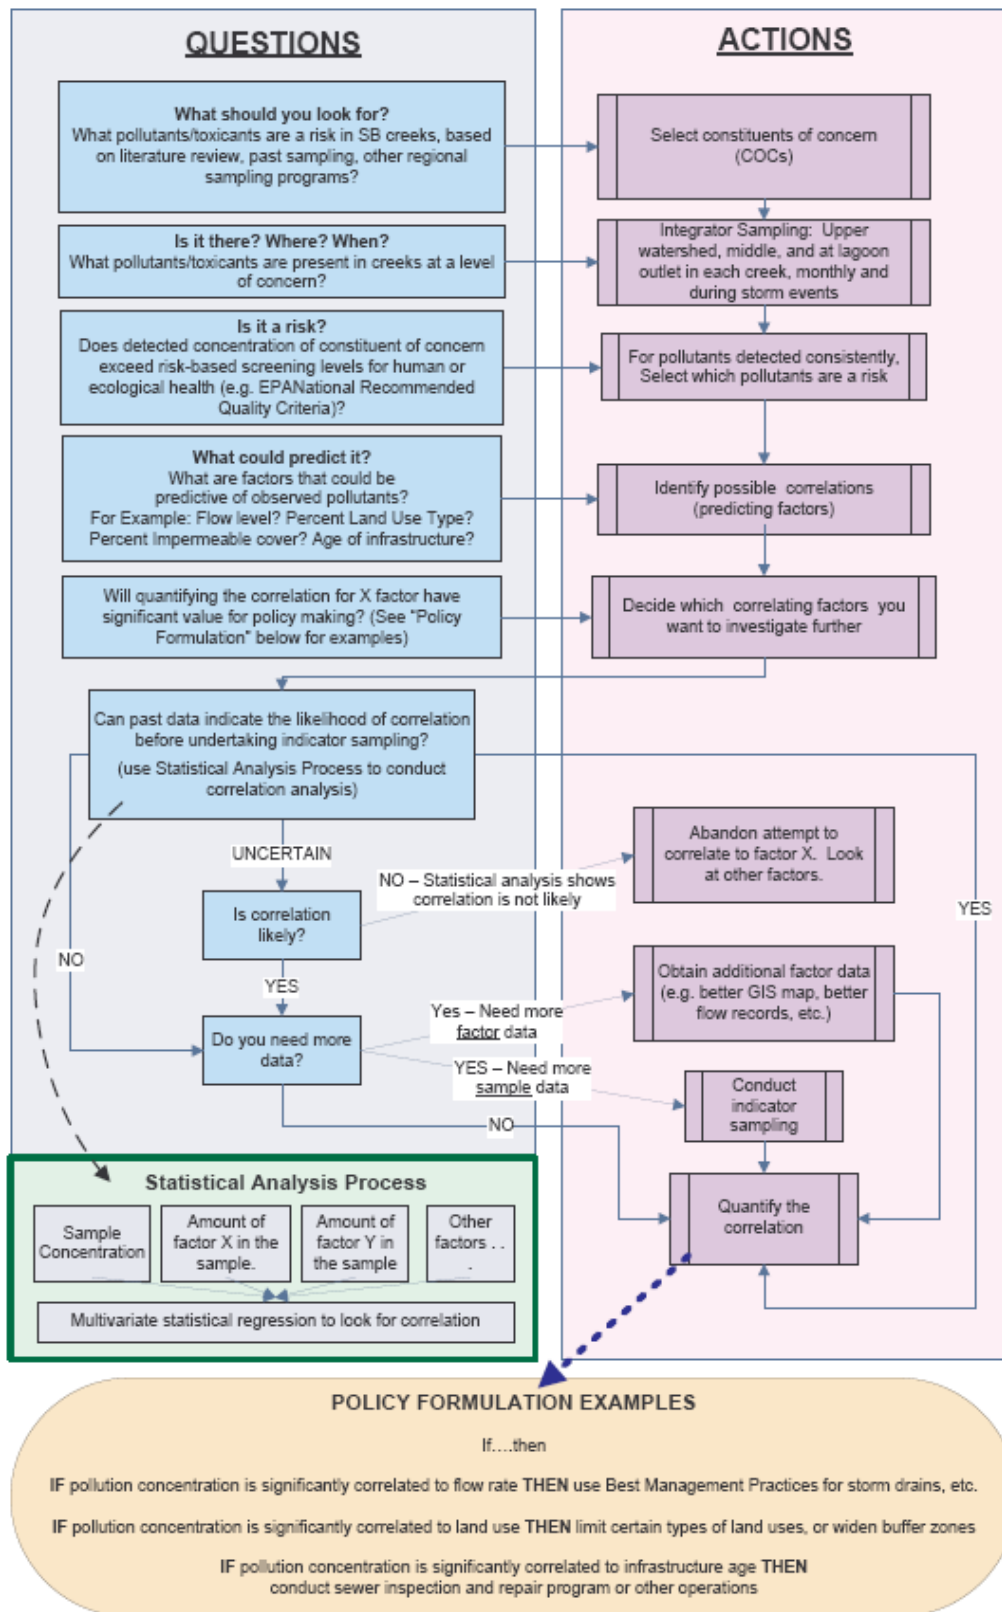 QUESTIONS
ACTIONS
What should you look for?
What pollutants/toxicants are a risk in SB creeks, based
on literature review, past sampling, other regional
sampling programs?
Select constituents of concern
(COCs)
Is it there? Where? When?
What pollutants/toxicants are present in creeks at a level
of concern?
Integrator Sampling: Upper
watershed, middle, and at lagoon
outlet in each creek, monthly and
during storm events
Is it a risk?
Does detected concentration of constituent of concern
exceed risk-based screening levels for human or
ecological health (e.g. EPANational Recommended
Quality Criteria)?
For pollutants detected consistently,
Select which pollutants are a risk
What could predict it?
What are factors that could be
predictive of observed pollutants?
For Example: Flow level? Percent Land Use Type?
Percent Impermeable cover? Age of infrastructure?
Identify possible correlations
(predicting factors)
Will quantifying the correlation for X factor have
significant value for policy making? (See "Policy
Formulation" below for examples)
Decide which correlating factors you
want to investigate further
Can past data indicate the likelihood of correlation
before undertaking indicator sampling?
(use Statistical Analysis Process to conduct
correlation analysis)
UNCERTAIN
NO – Statistical analysis shows
correlation is not likely
Abandon attempt to
correlate to factor X. Look
at other factors.
YES
Is correlation
likely?
NO
YES
Obtain additional factor data
(e.g. better GIS map, better
flow records, etc.)
Yes – Need more
factor data
Do you need more
data?
YES – Need more
sample data
Conduct
indicator
sampling
NO
Quantify the
correlation
Statistical Analysis Process
Sample
Concentration
Amount of
factor X in the
sample.
Amount of
factor Y in
the sample
Other
factors . .
.
Multivariate statistical regression to look for correlation
POLICY FORMULATION EXAMPLES
If....then
IF pollution concentration is significantly correlated to flow rate THEN use Best Management Practices for storm drains, etc.
IF pollution concentration is significantly correlated to land use THEN limit certain types of land uses, or widen buffer zones
IF pollution concentration is significantly correlated to infrastructure age THEN
conduct sewer inspection and repair program or other operations